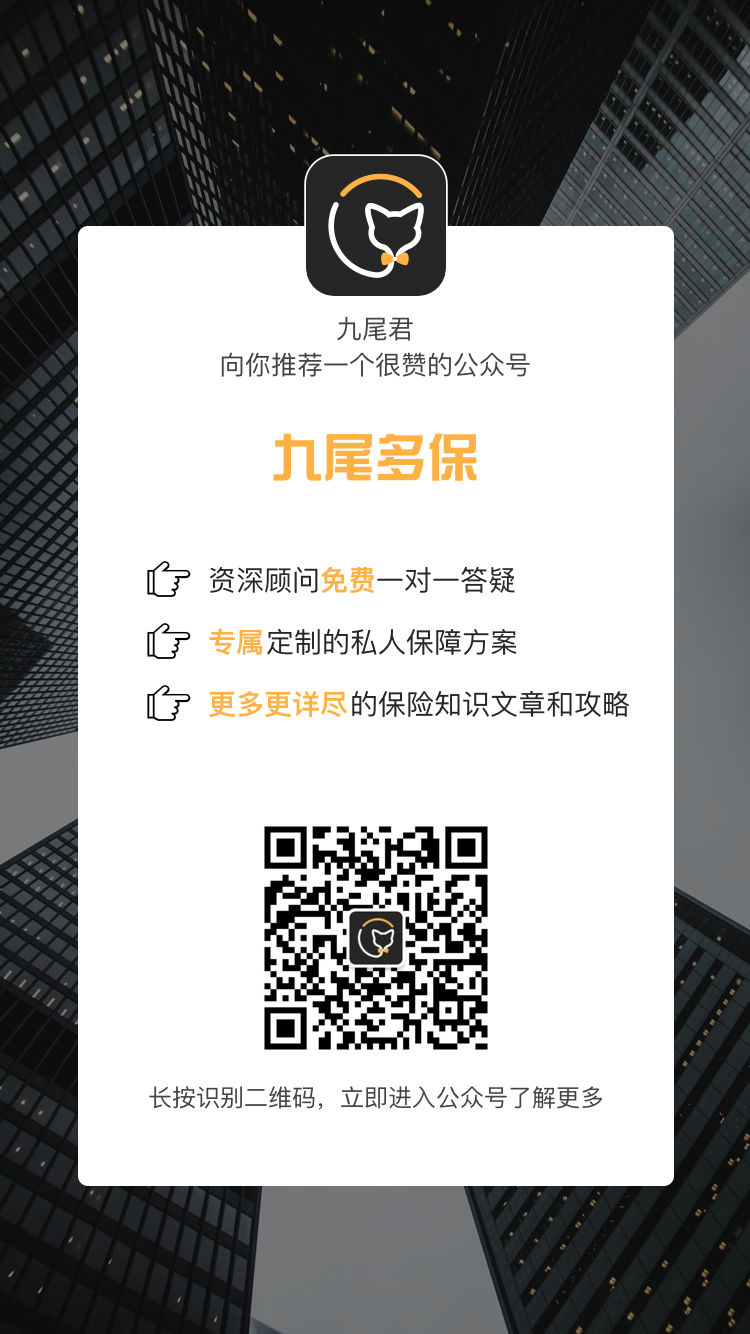 九尾君
向你推荐一个很赞的公众号
九尾多保
资深顾问免费一对一答疑
专属定制的私人保障方案
更多更详尽的保险知识文章和攻略
长按识别二维码，立即进入公众号了解更多